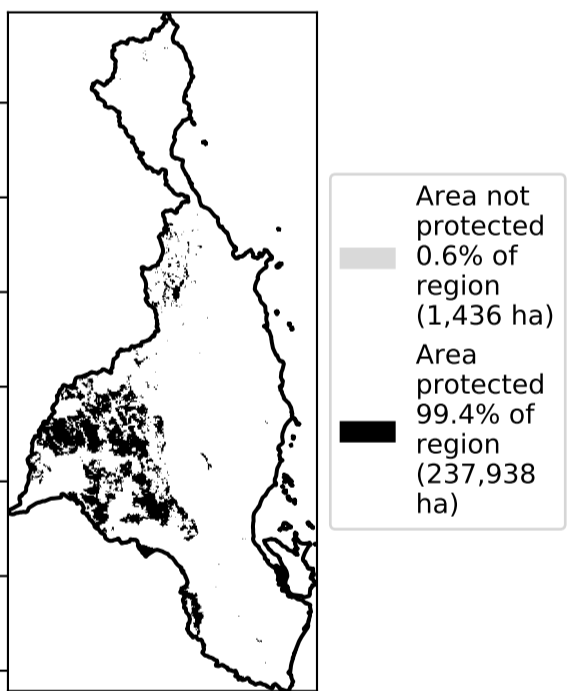 Area not
protected
0.6% of
region
(1,436 ha)
Area
protected
99.4% of
region
(237,938
ha)